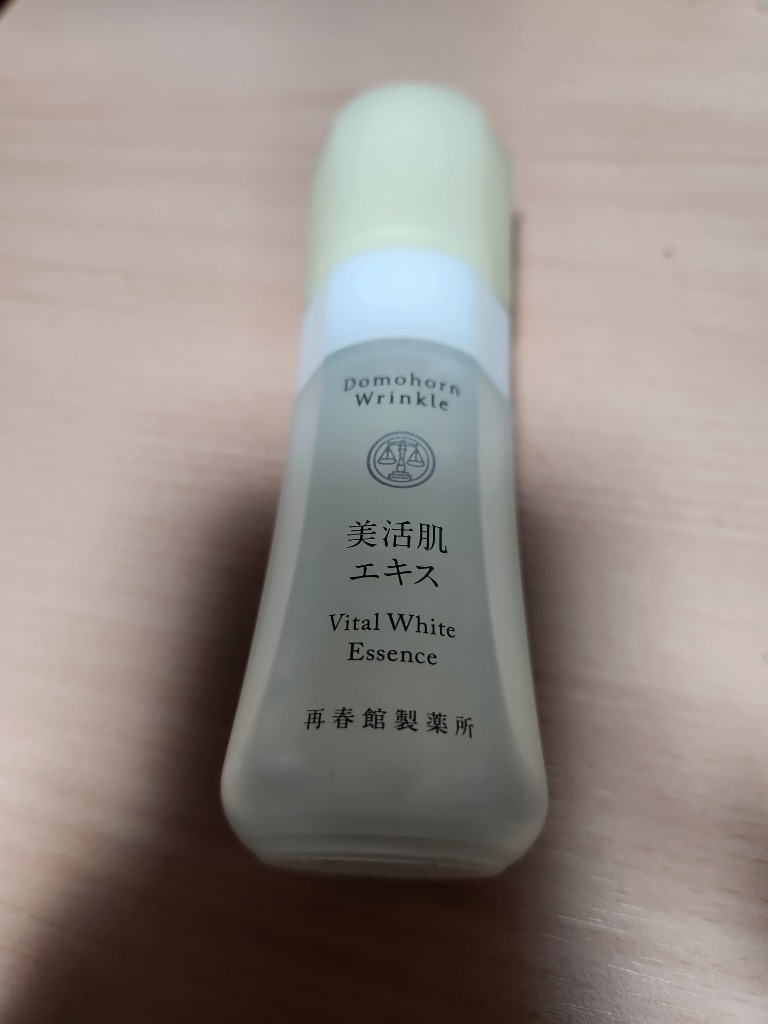 Domohorn
Wrinkle
美活肌
エキス
Vital White
Essence
再春館製薬所